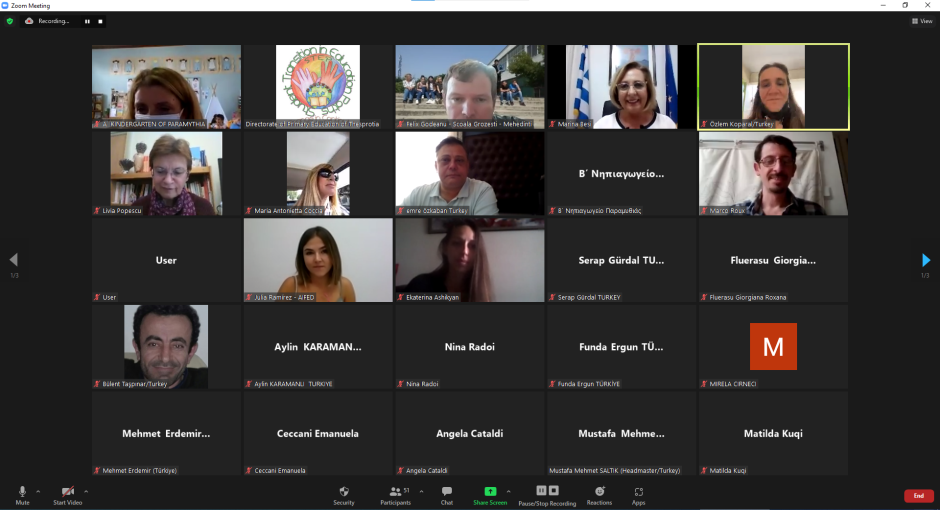 Zoom Meeting
Recording...
View
A' KINDERGARTEN OF PARAMYTHIA
Directorate of Primary Education of Thesprotia
Felix Godeanu - Scoala Grozesti - Mehedinti
Marina Besi
Özlem Koparal/Turkey
Livia Popescu
Maria Antonietta Coccia
emre özkaban Turkey
Β΄ Νηπιαγωγείο...
Β΄ Νηπιαγωγείο Παραμυθιάς
Marco Roux
User
User
Julia Ramirez - AIFED
Ekaterina Ashikyan
Serap Gürdal TU...
Serap Gürdal TURKEY
Fluerasu Giorgia...
Fluerasu Giorgiana Roxana
Bülent Taşpınar/Turkey
Aylin KARAMAN...
Aylin KARAMANLI TURKIYE
Nina Radoi
Nina Radoi
Funda Ergun TÜ...
Funda Ergun TÜRKİYE
M
MIRELA CIRNECI
Mehmet Erdemir...
Mehmet Erdemir (Türkiye)
Ceccani Emanuela
Ceccani Emanuela
Angela Cataldi
Angela Cataldi
Mustafa Mehme...
Mustafa Mehmet SALTIK (Headmaster/Turkey)
Matilda Kuqi
Matilda Kuqi
1/3
1/3
Mute
Start Video
Security
Participants
51
Chat
Share Screen
Pause/Stop Recording
Reactions
Apps
End